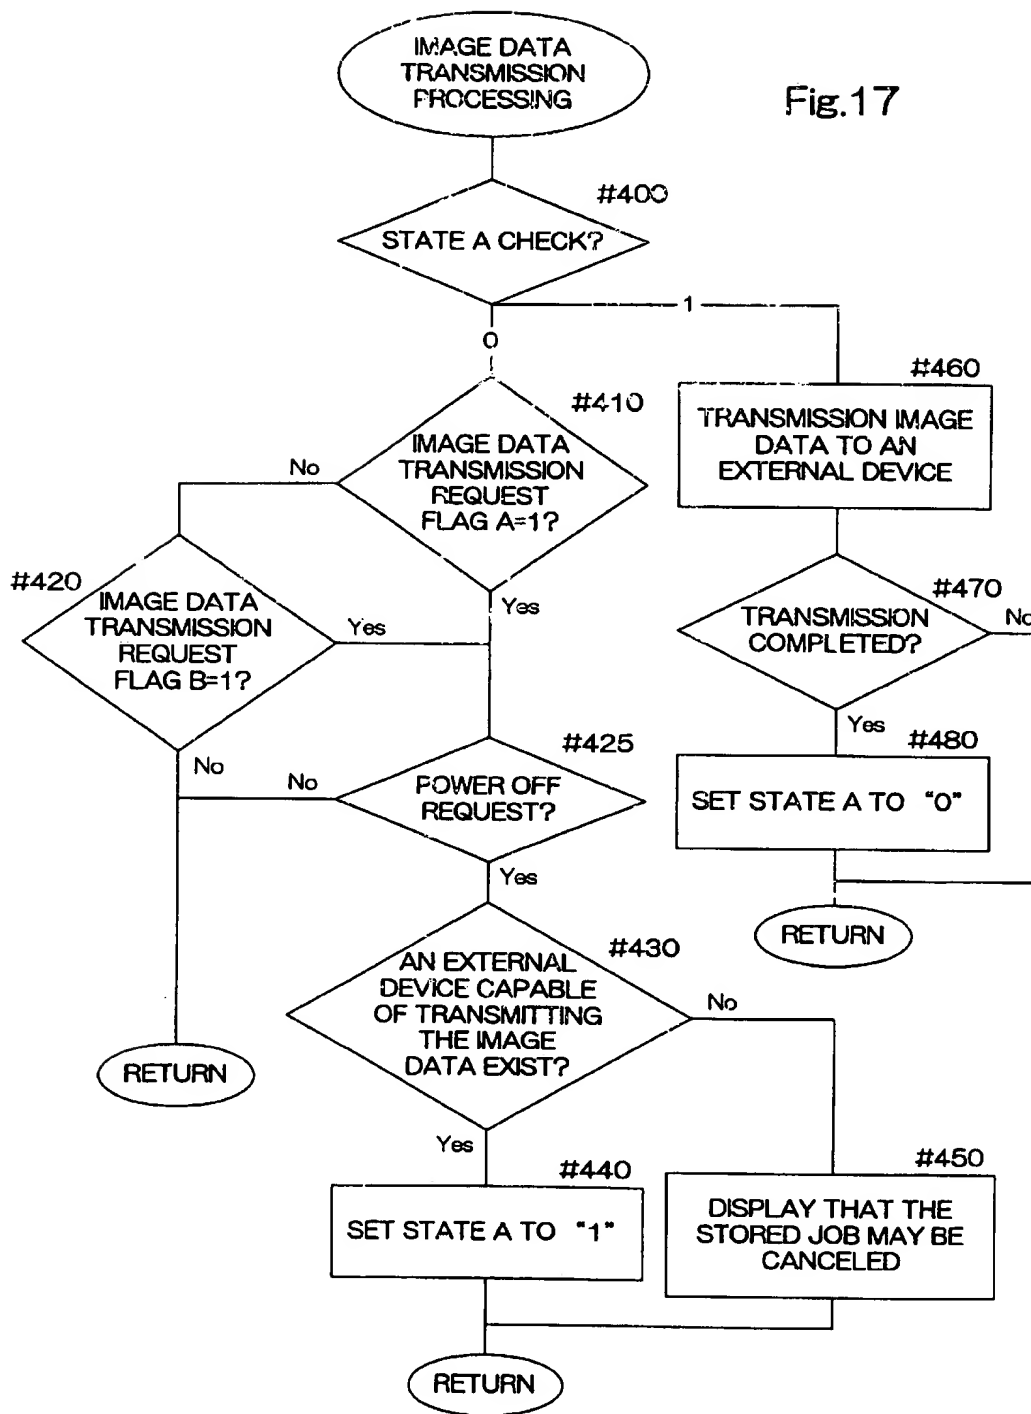 IMAGE DATA
TRANSMISSION
PROCESSING
Fig.17
#400
STATE A CHECK?
1
0
#410
IMAGE DATA
TRANSMISSION
REQUEST
FLAG A=1?
No
Yes
#420
IMAGE DATA
TRANSMISSION
REQUEST
FLAG B=1?
Yes
No
#425
POWER OFF
REQUEST?
No
Yes
#430
AN EXTERNAL
DEVICE CAPABLE
OF TRANSMITTING
THE IMAGE
DATA EXIST?
No
Yes
RETURN
#440
SET STATE A TO "1"
#450
DISPLAY THAT THE
STORED JOB MAY BE
CANCELED
RETURN
#460
TRANSMISSION IMAGE
DATA TO AN
EXTERNAL DEVICE
#470
TRANSMISSION
COMPLETED?
No
Yes
#480
SET STATE A TO "0"
RETURN